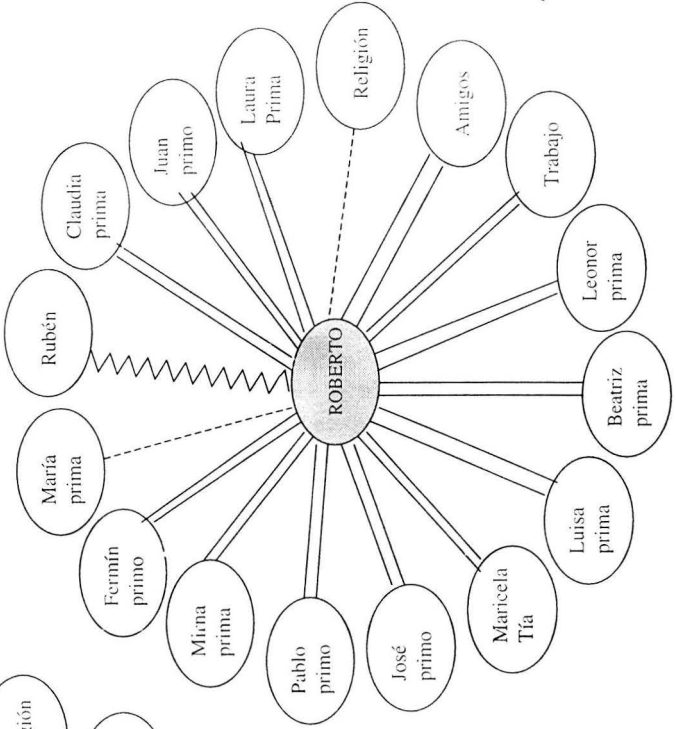 Rubén
Claudia
prima
Juan
primo
Laura
Prima
Religión
Amigos
Trabajo
Leonor
prima
Beatriz
prima
Luisa
prima
Maricela
Tía
José
primo
Pablo
primo
Mirna
prima
Fermín
primo
María
prima
ROBERTO